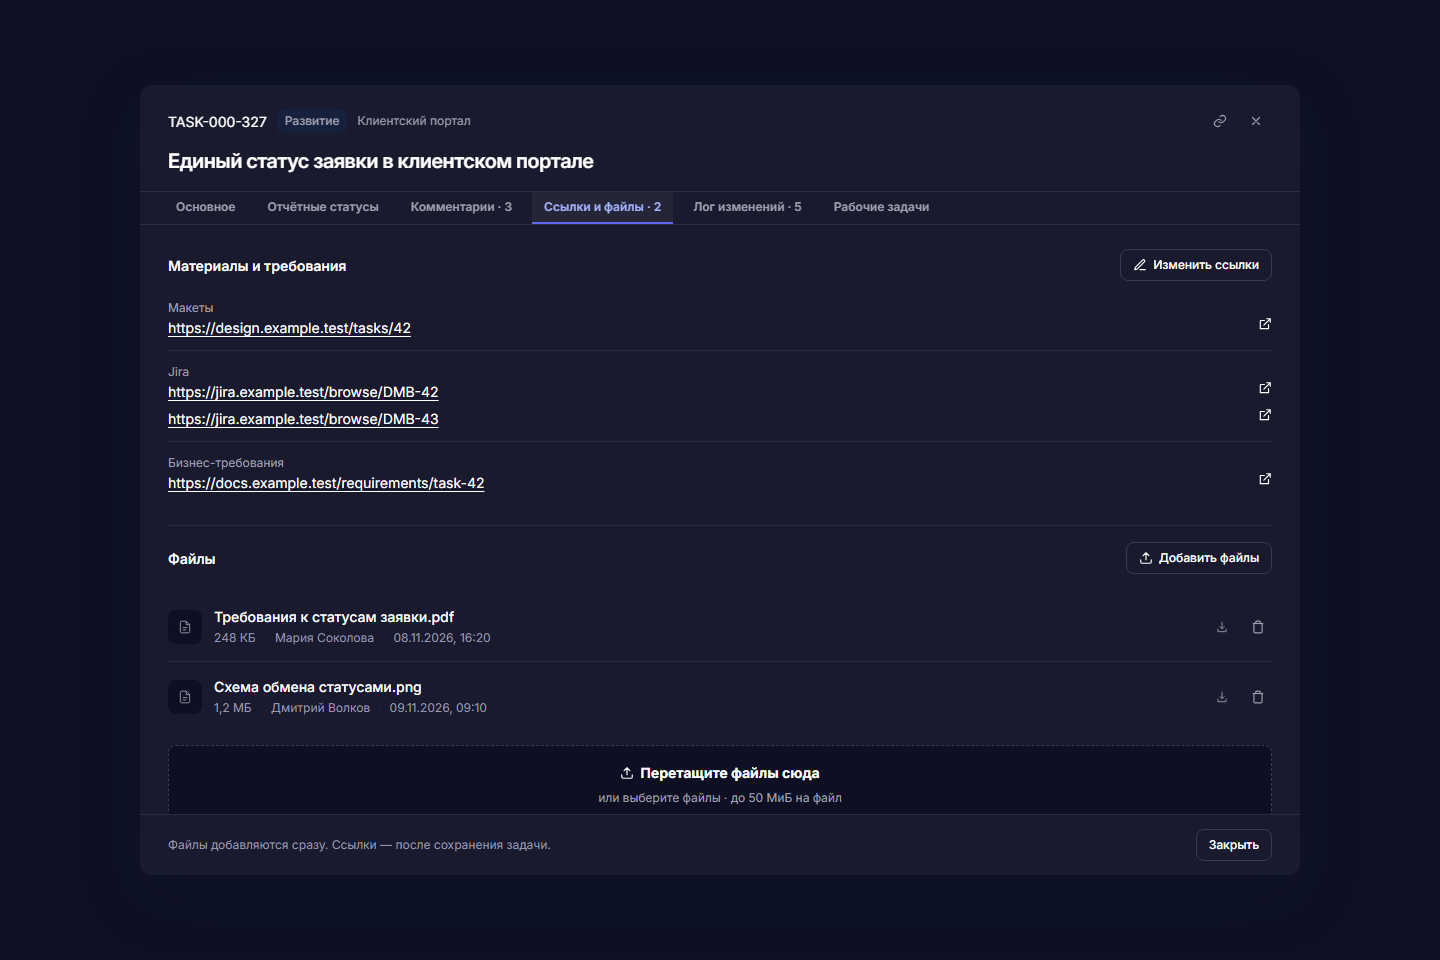 TASK-000-327 Развитие Клиентский портал
Единый статус заявки в клиентском портале
Основное Отчётные статусы Комментарии · 3 Ссылки и файлы · 2 Лог изменений · 5 Рабочие задачи
Материалы и требования Изменить ссылки
Макеты
https://design.example.test/tasks/42
Jira
https://jira.example.test/browse/DMB-42
https://jira.example.test/browse/DMB-43
Бизнес-требования
https://docs.example.test/requirements/task-42
Файлы Добавить файлы
Требования к статусам заявки.pdf
248 КБ · Мария Соколова · 08.11.2026, 16:20
Схема обмена статусами.png
1,2 МБ · Дмитрий Волков · 09.11.2026, 09:10
Перетащите файлы сюда
или выберите файлы · до 50 МиБ на файл
Файлы добавляются сразу. Ссылки — после сохранения задачи. Закрыть